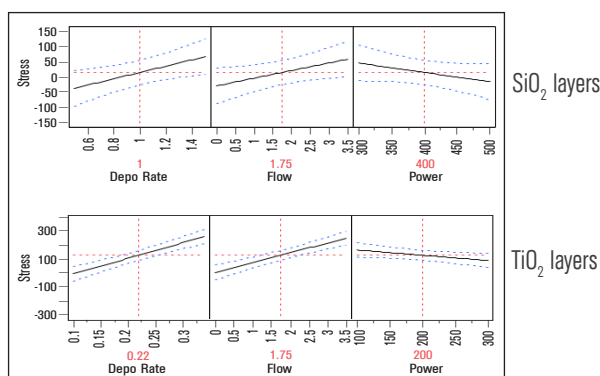 150
100
50
0
-50
-100
-150
Stress
0.6 0.8 1 1.2 1.4
0 0.5 1 1.5 2 2.5 3 3.5
300 350 400 450 500
1 1.75 400
Depo Rate Flow Power
SiO₂ layers
300
100
-100
-300
Stress
0.1 0.15 0.2 0.25 0.3
0 0.5 1 1.5 2 2.5 3 3.5
100 150 200 250 300
0.22 1.75 200
Depo Rate Flow Power
TiO₂ layers